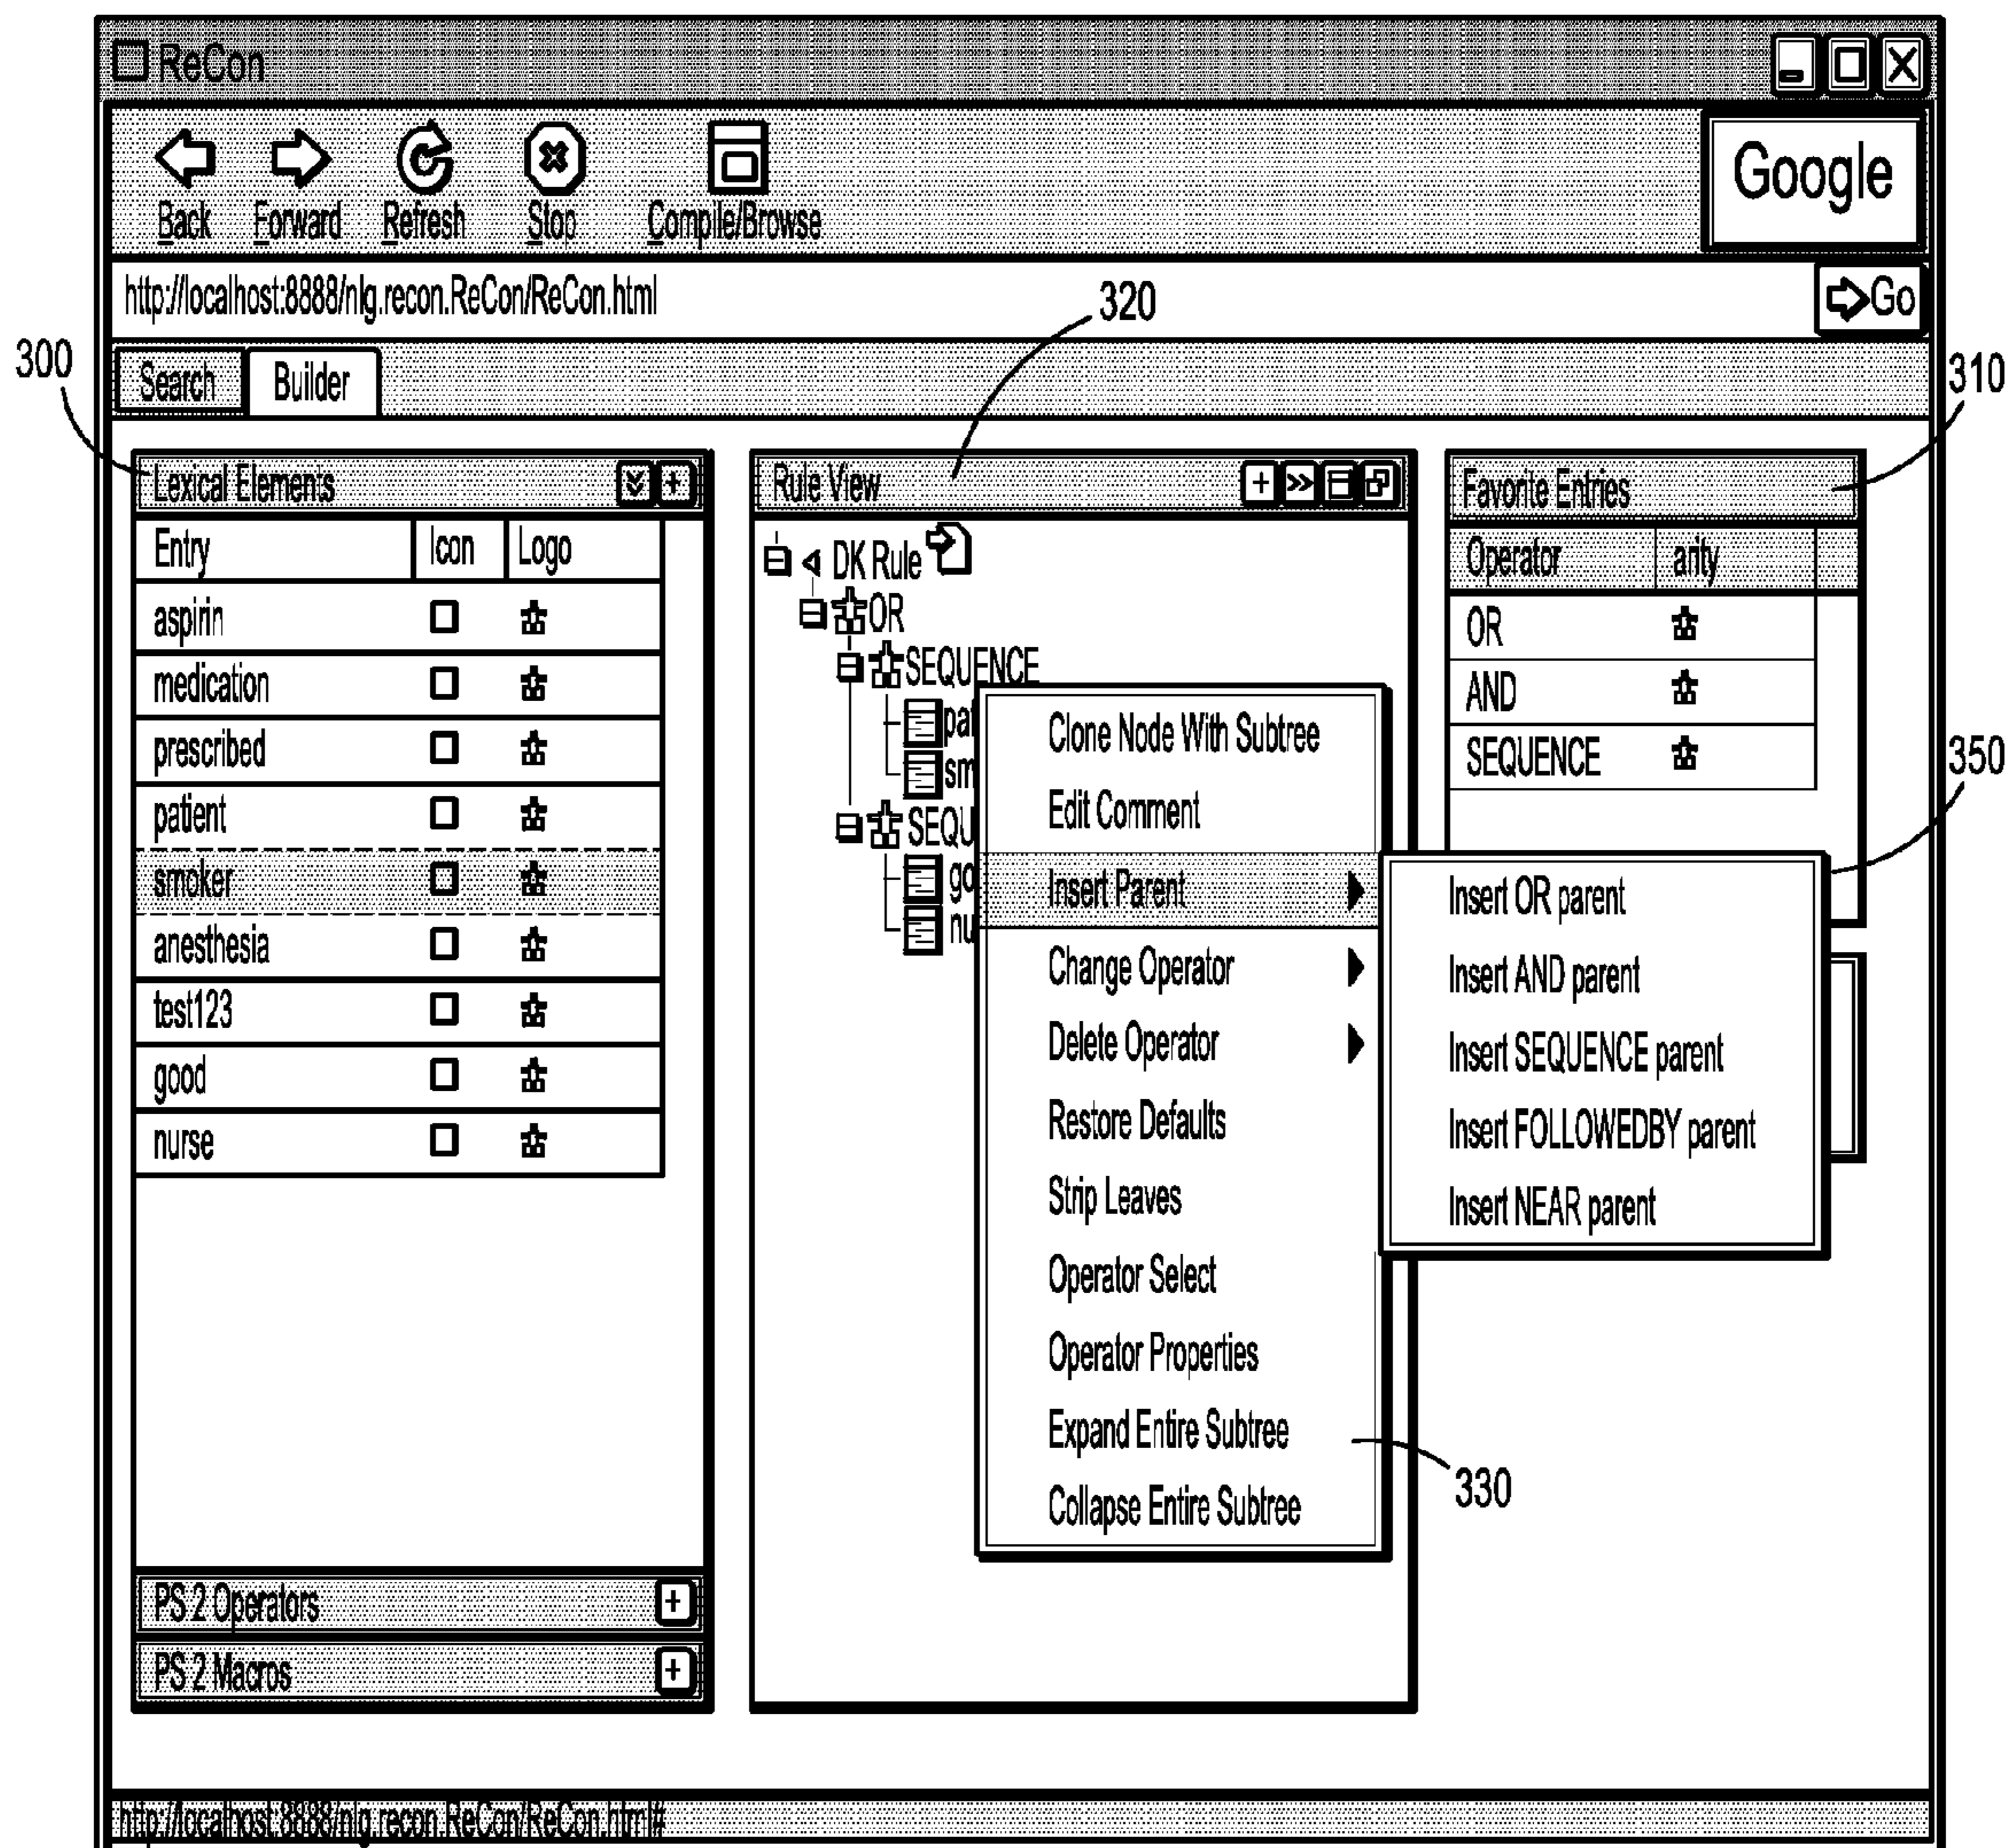 ReCon
Back Forward Refresh Stop Compile/Browse
Google
http://localhost:8888/nlg.recon.ReCon/ReCon.html
Go
320
300
Search Builder
310
Lexical Elements
Entry Icon Logo
aspirin
medication
prescribed
patient
smoker
anesthesia
test123
good
nurse
PS 2 Operators
PS 2 Macros
Rule View
DK Rule
OR
SEQUENCE
pat
sm
SEQU
go
nu
Clone Node With Subtree
Edit Comment
Insert Parent
Change Operator
Delete Operator
Restore Defaults
Strip Leaves
Operator Select
Operator Properties
Expand Entire Subtree
Collapse Entire Subtree
330
Favorite Entries
Operator arity
OR
AND
SEQUENCE
350
Insert OR parent
Insert AND parent
Insert SEQUENCE parent
Insert FOLLOWEDBY parent
Insert NEAR parent
http://localhost:8888/nlg.recon.ReCon/ReCon.html#